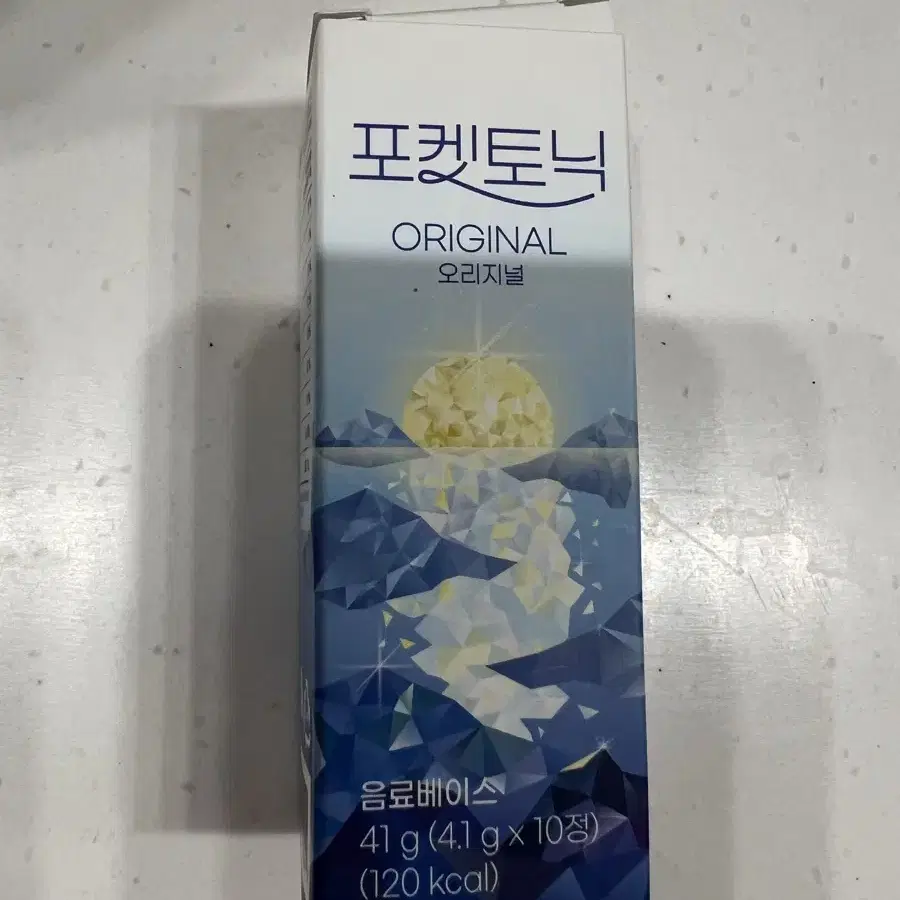 포켓토닉
ORIGINAL
오리지널
음료베이스
41 g (4.1 g x 10정)
(120 kcal)